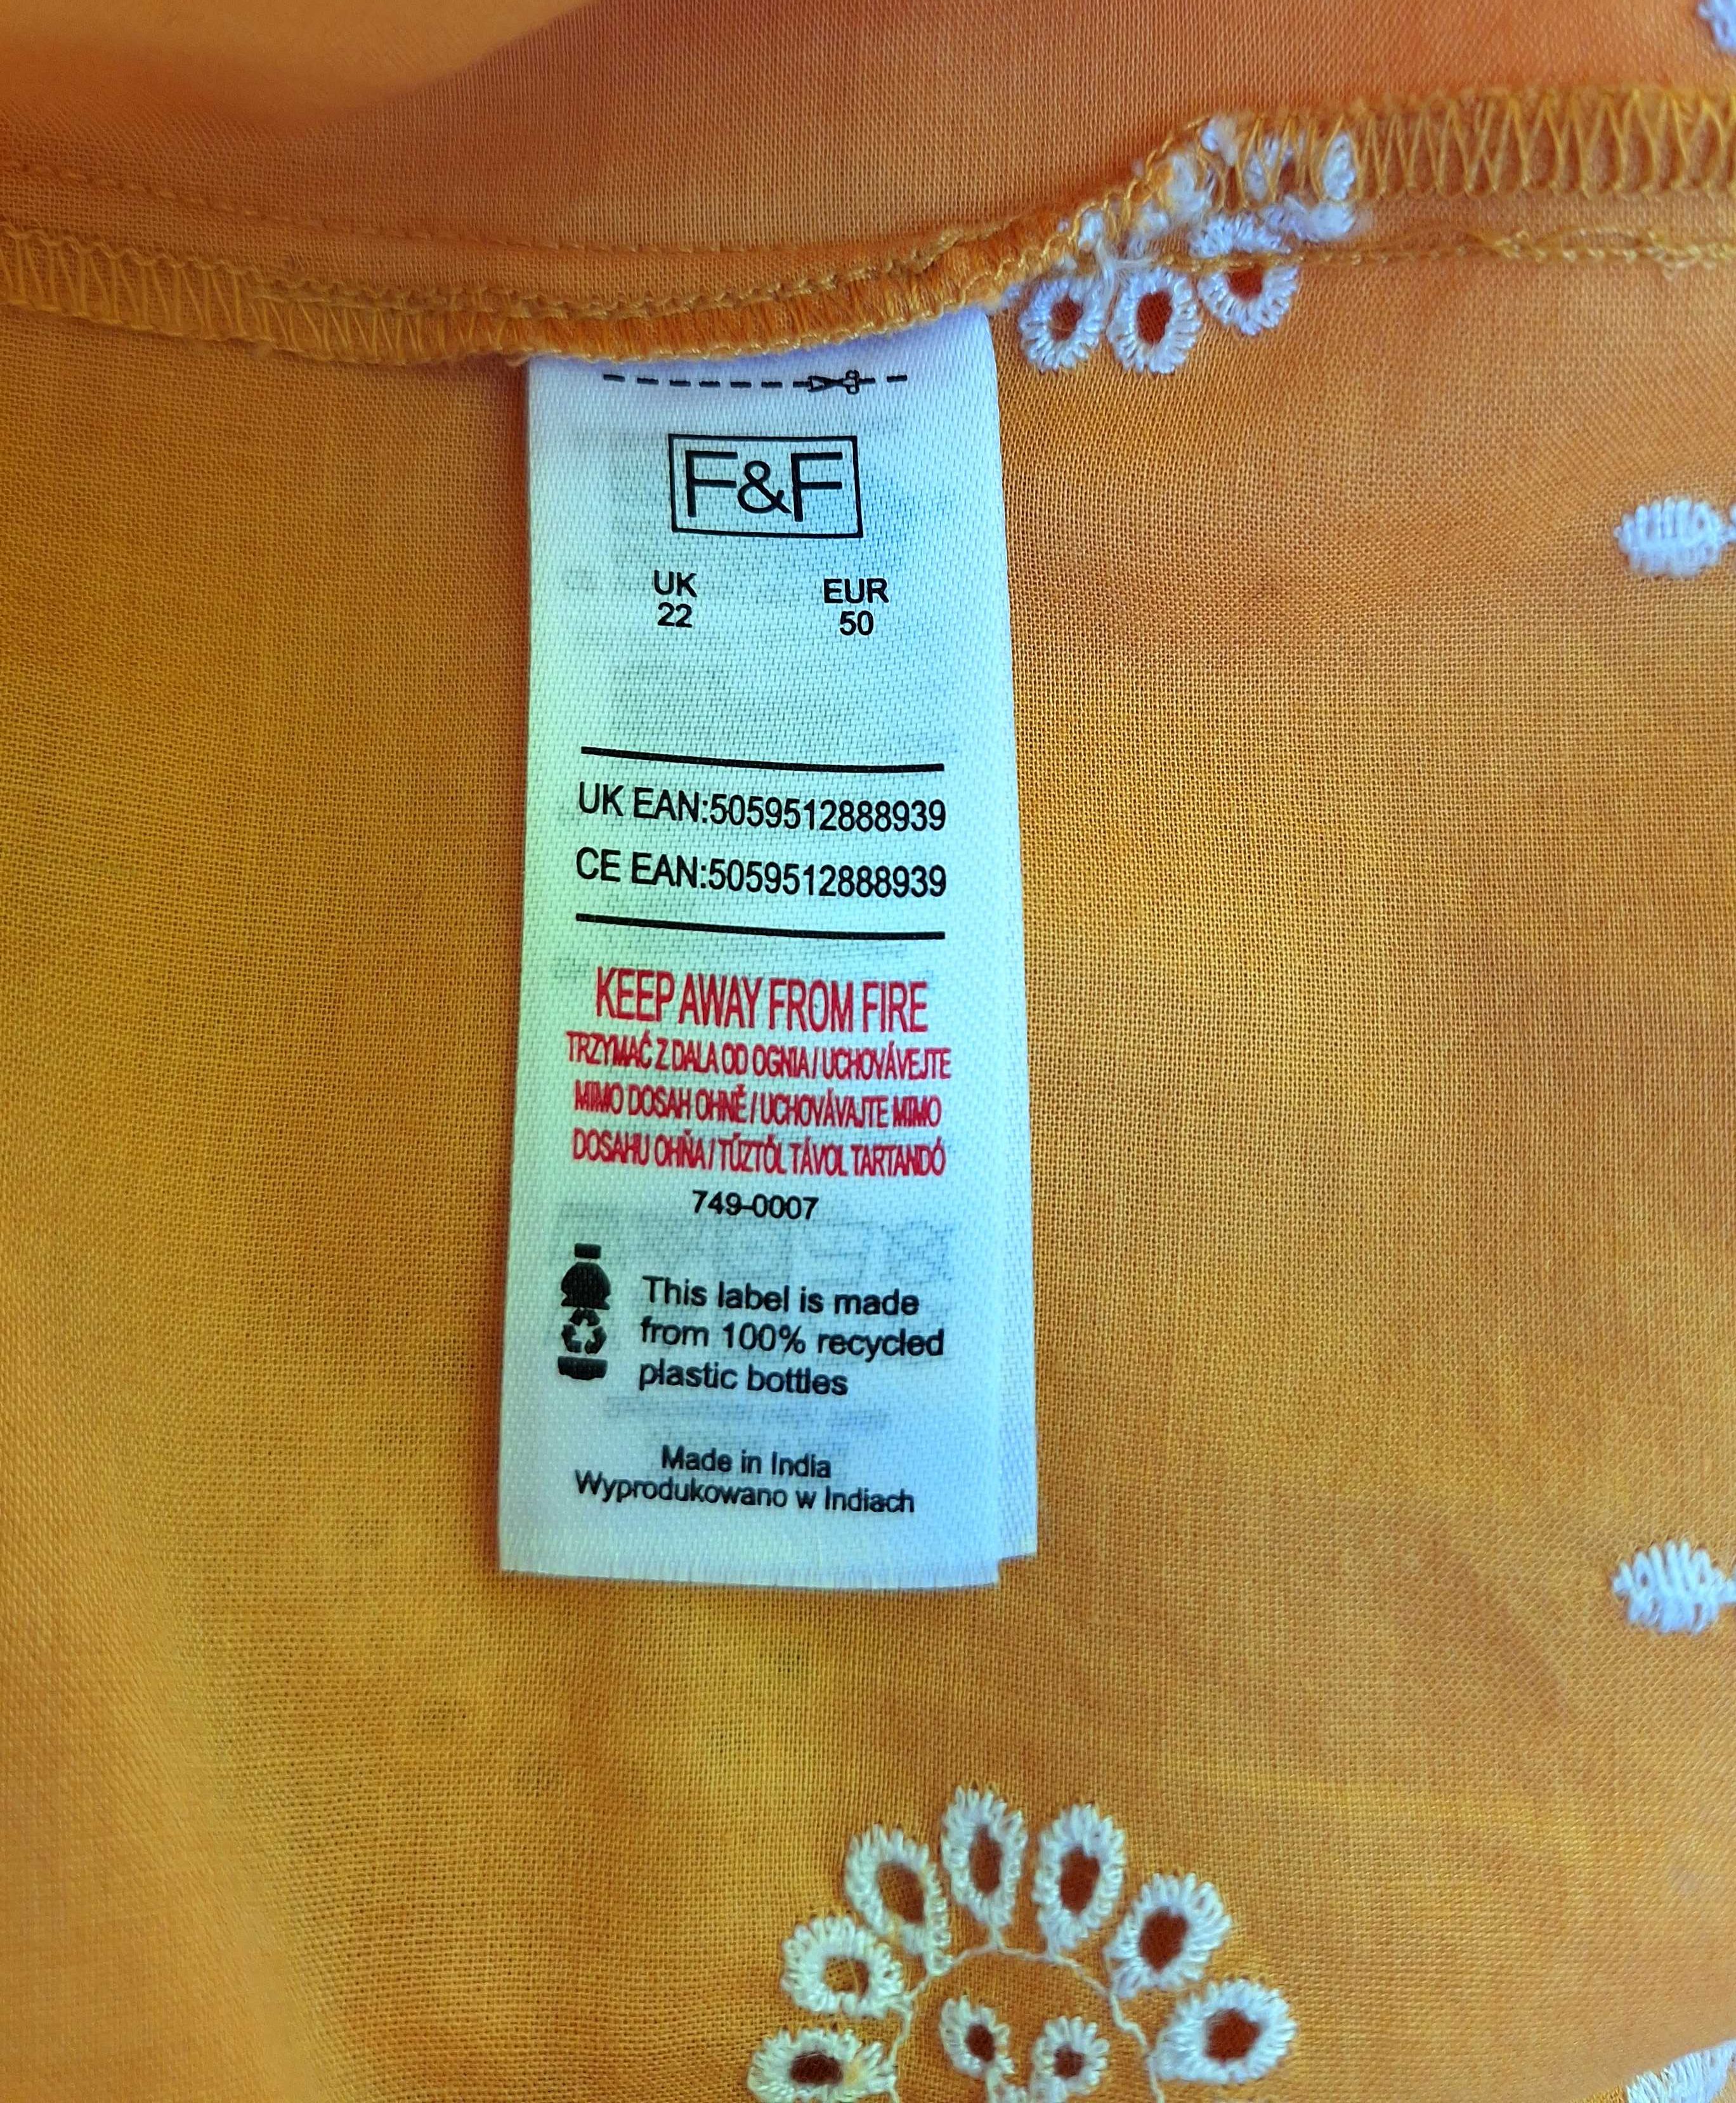 F&F
UK EUR
22 50
UK EAN:5059512888939
CE EAN:5059512888939
KEEP AWAY FROM FIRE
TRZYMAĆ Z DALA OD OGNIA / UCHOVÁVEJTE
MIMO DOSAH OHNĚ / UCHOVÁVAJTE MIMO
DOSAHU OHŇA / TŰZTŐL TÁVOL TARTANDÓ
749-0007
This label is made
from 100% recycled
plastic bottles
Made in India
Wyprodukowano w Indiach